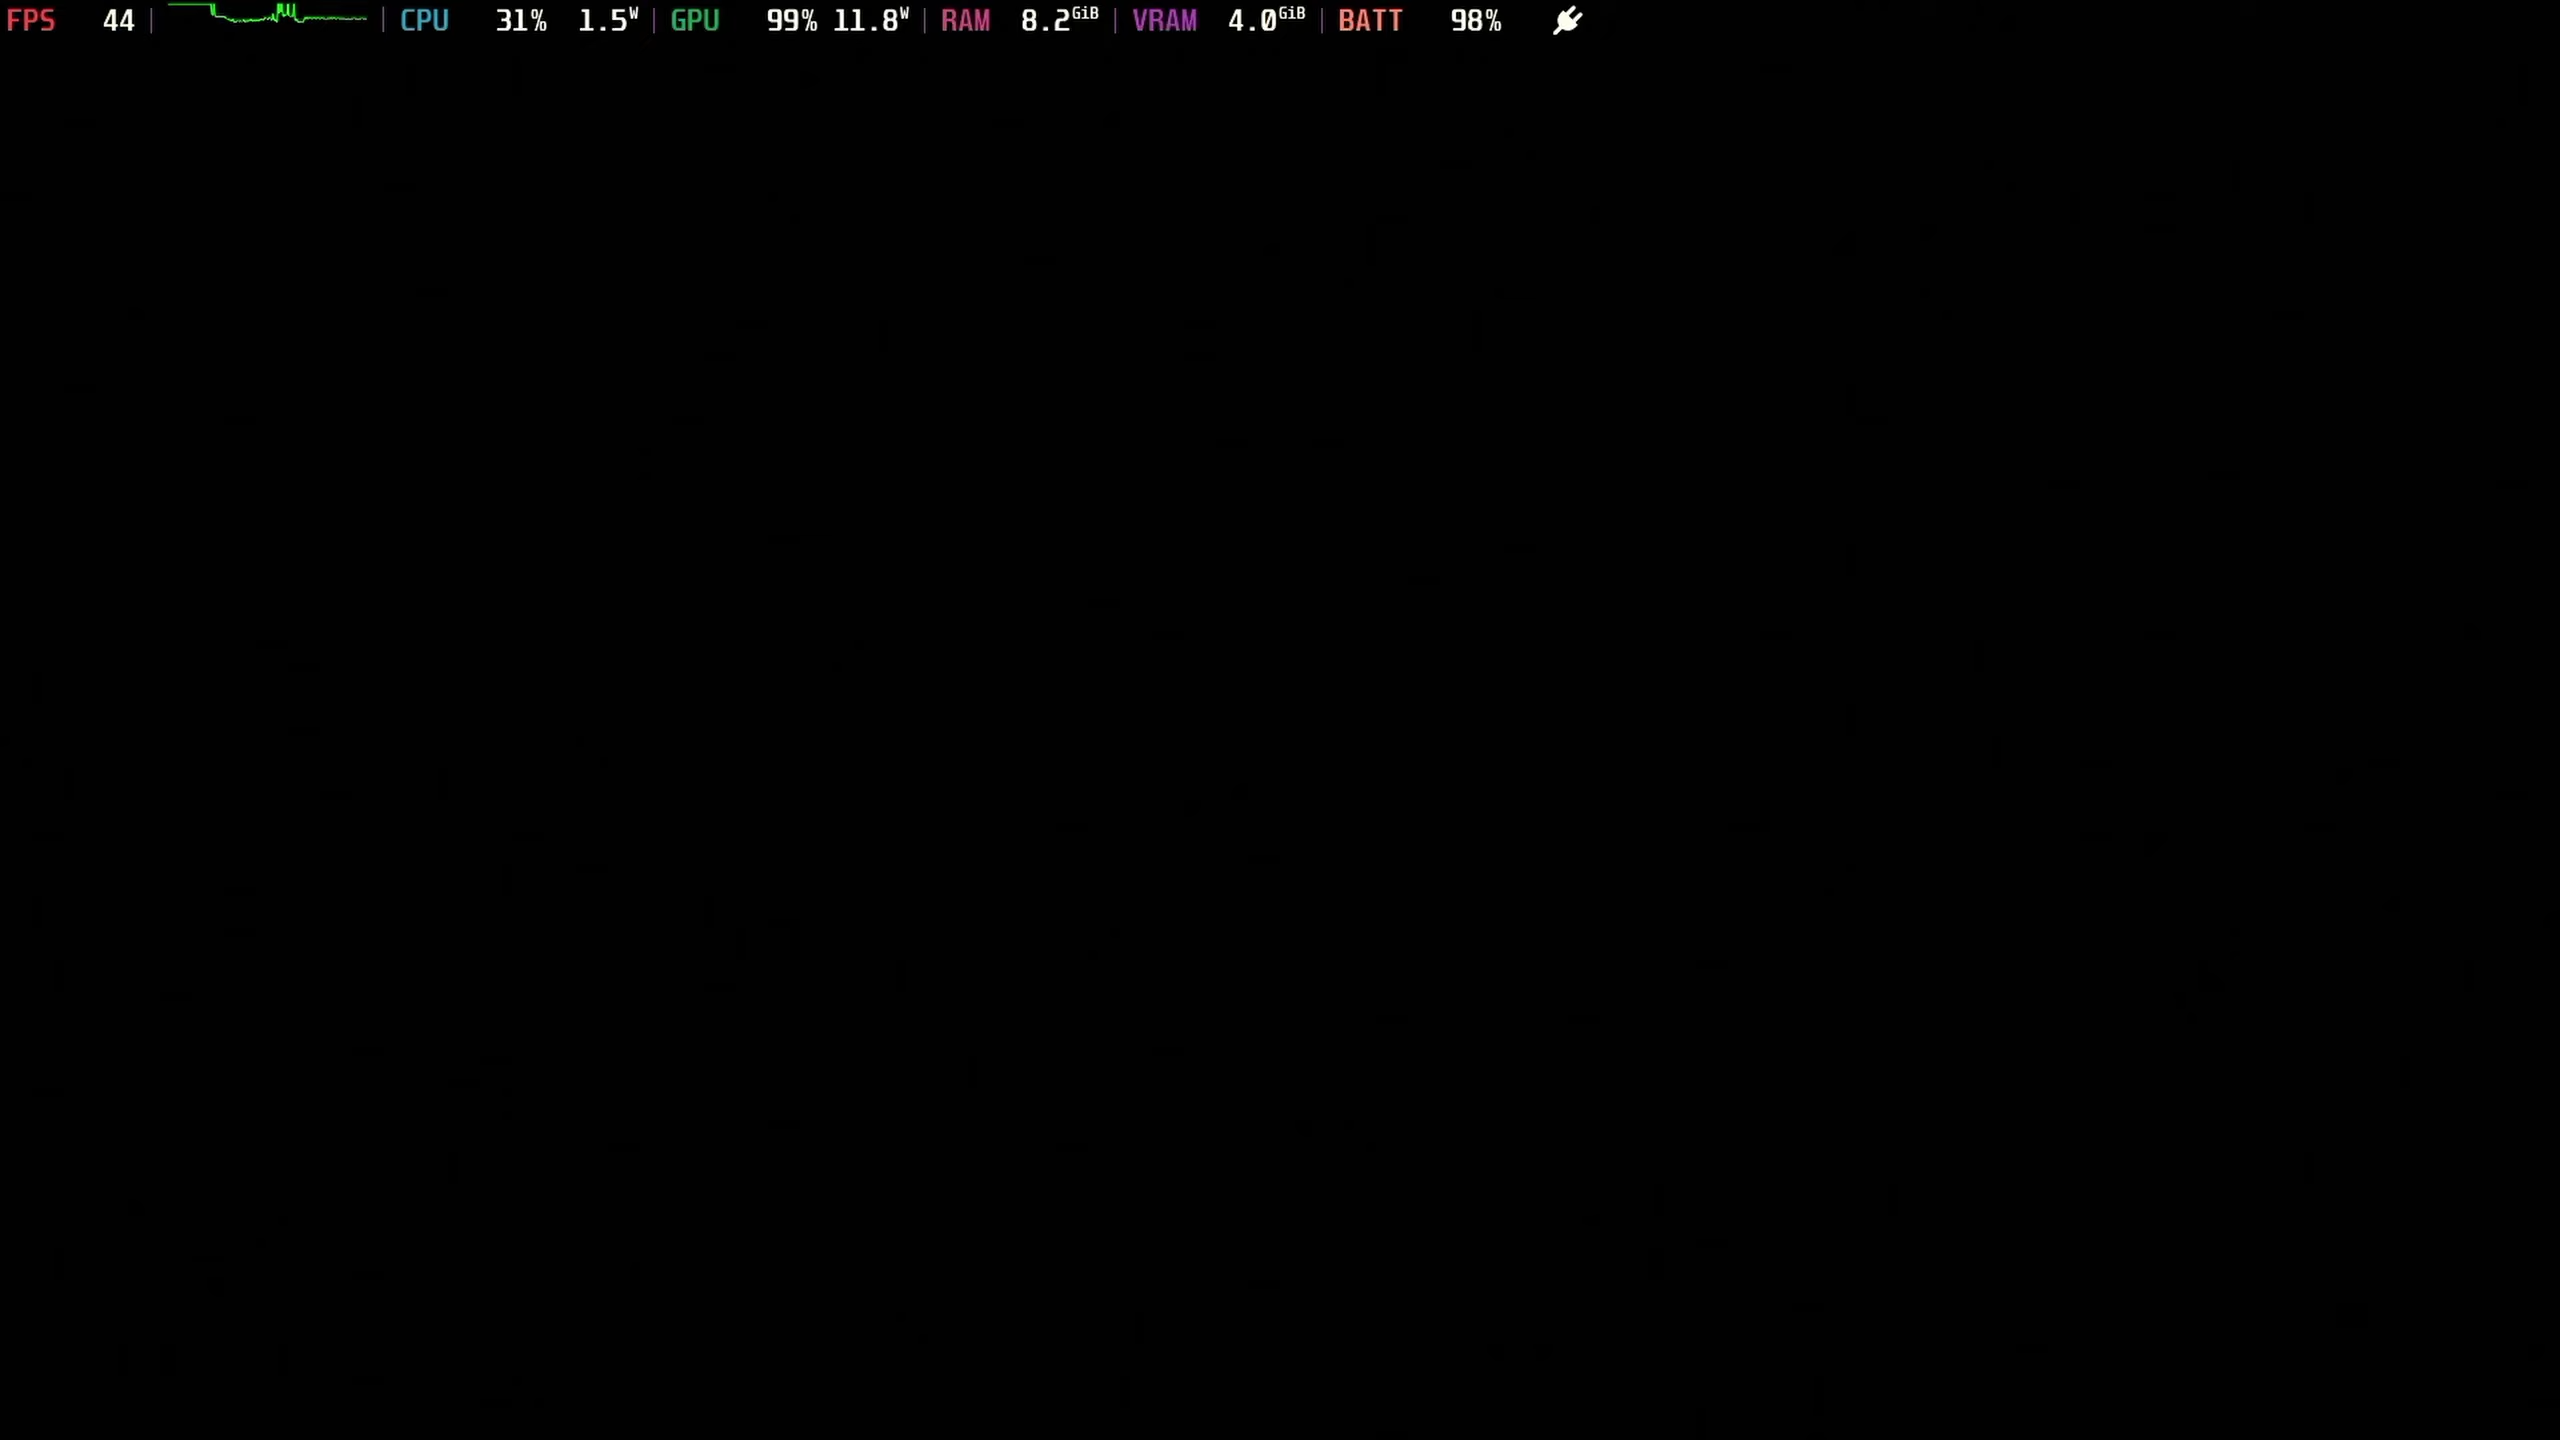 FPS 44 | | CPU 31% 1.5W | GPU 99% 11.8W | RAM 8.2GiB | VRAM 4.0GiB | BATT 98%